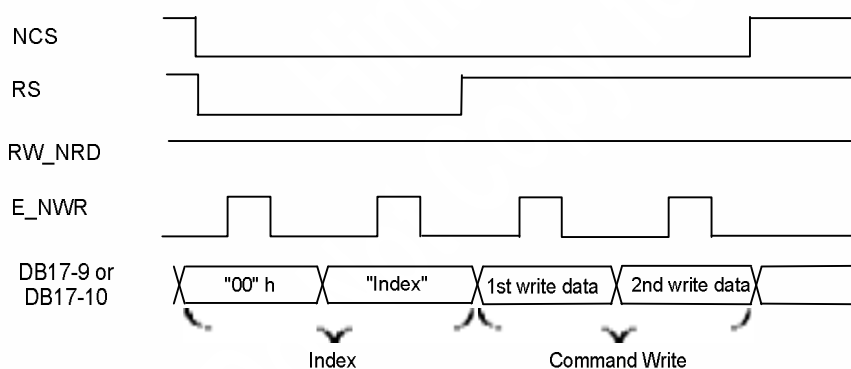 NCS
RS
RW_NRD
E_NWR
DB17-9 or
DB17-10
"00" h
"Index"
1st write data
2nd write data
Index
Command Write